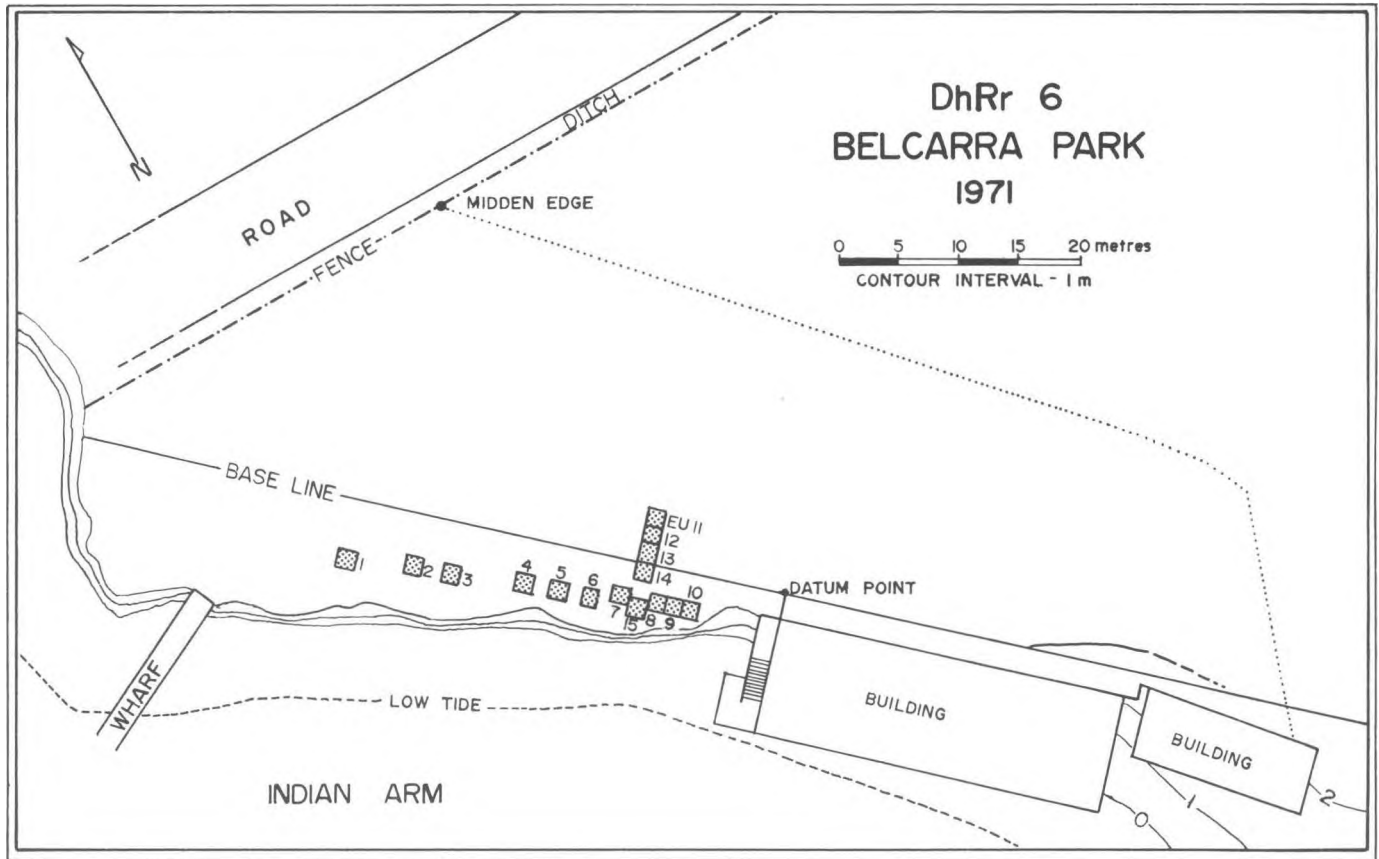 DhRr 6
BELCARRA PARK
1971
0 5 10 15 20 metres
CONTOUR INTERVAL - 1 m
N
ROAD
DITCH
FENCE
MIDDEN EDGE
BASE LINE
EU 11
12
13
14
1
2
3
4
5
6
7
15
8
9
10
DATUM POINT
WHARF
LOW TIDE
BUILDING
BUILDING
INDIAN ARM
0
1
2